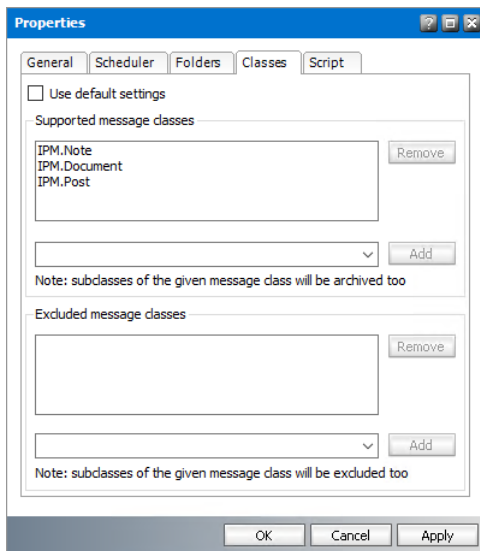 Properties
General Scheduler Folders Classes Script
Use default settings
Supported message classes
IPM.Note
Remove
IPM.Document
IPM.Post
Add
Note: subclasses of the given message class will be archived too
Excluded message classes
Remove
Add
Note: subclasses of the given message class will be excluded too
OK Cancel Apply